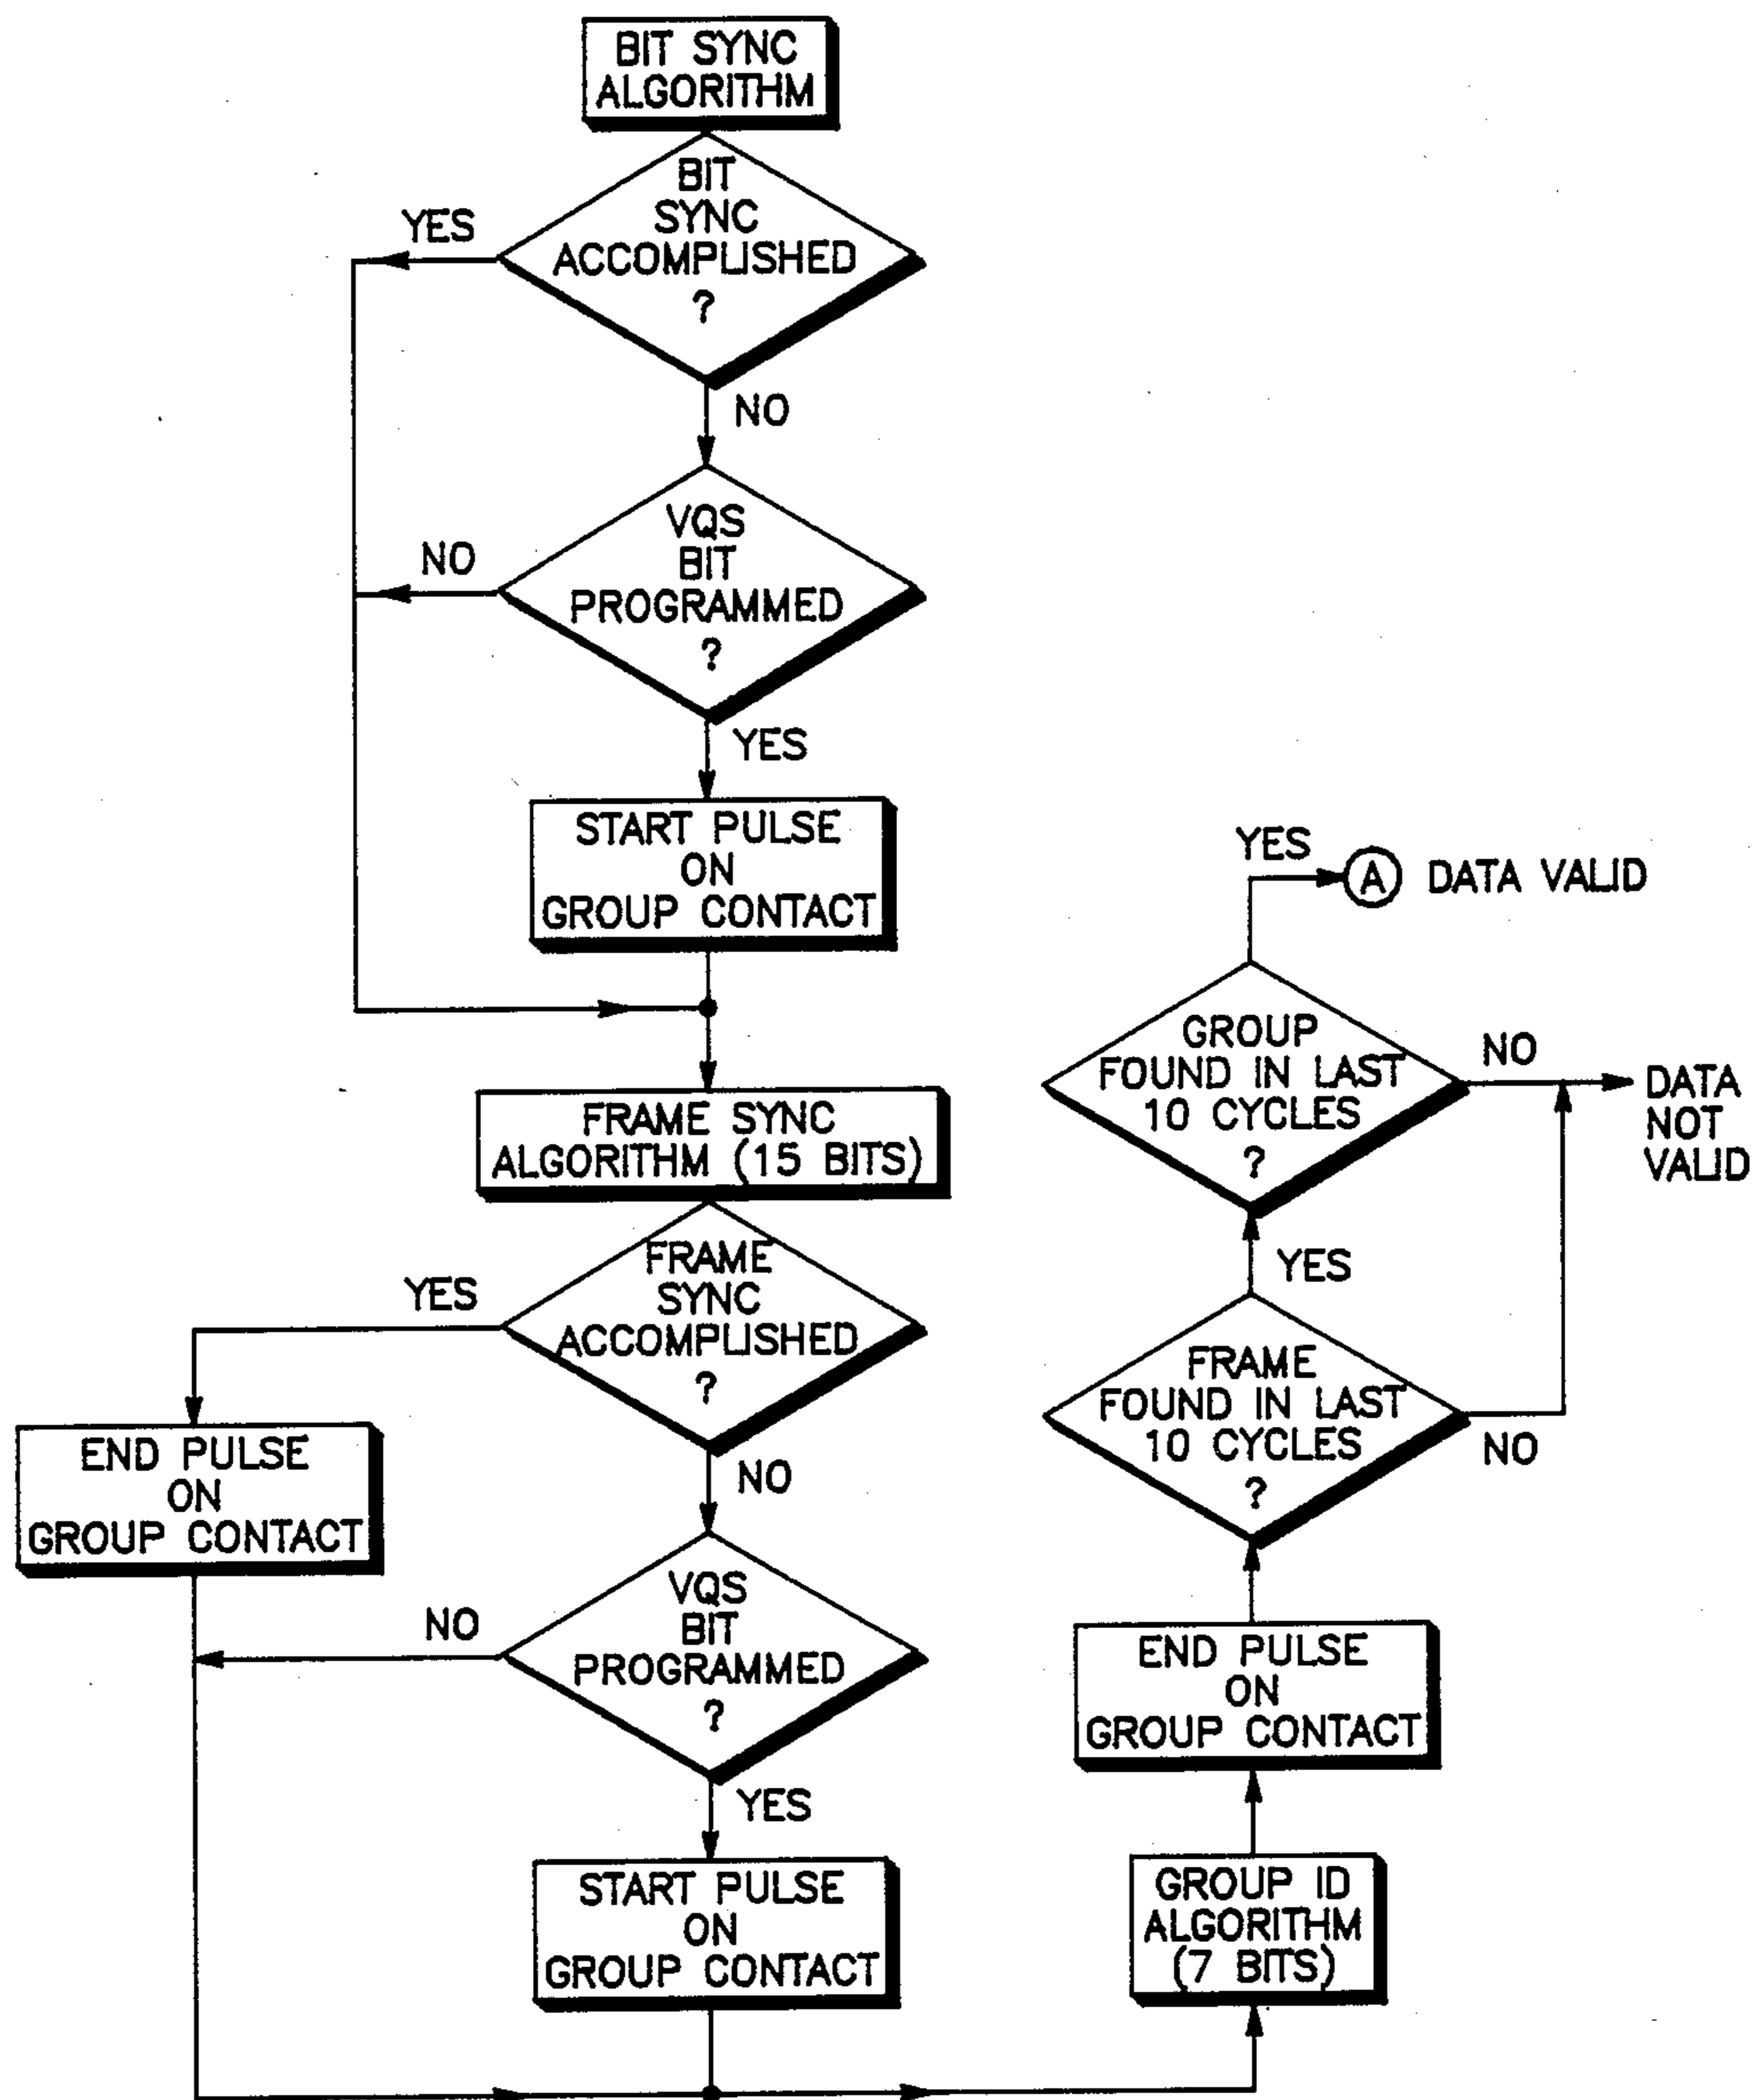 BIT SYNC
ALGORITHM
BIT
SYNC
ACCOMPLISHED
?
YES
NO
VQS
BIT
PROGRAMMED
?
NO
YES
START PULSE
ON
GROUP CONTACT
FRAME SYNC
ALGORITHM (15 BITS)
FRAME
SYNC
ACCOMPLISHED
?
YES
NO
END PULSE
ON
GROUP CONTACT
VQS
BIT
PROGRAMMED
?
NO
YES
START PULSE
ON
GROUP CONTACT
GROUP ID
ALGORITHM
(7 BITS)
END PULSE
ON
GROUP CONTACT
FRAME
FOUND IN LAST
10 CYCLES
?
NO
YES
GROUP
FOUND IN LAST
10 CYCLES
?
NO
DATA
NOT
VALID
YES
A DATA VALID